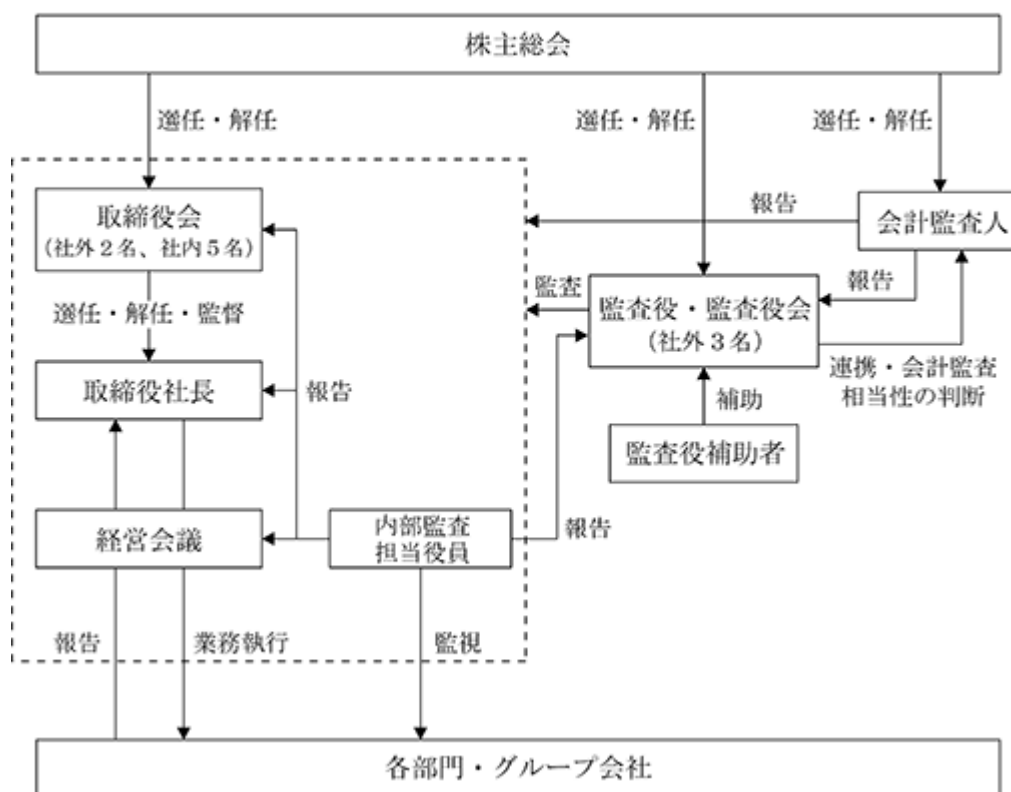 株主総会
選任・解任
選任・解任
選任・解任
取締役会
（社外２名、社内５名）
報告
会計監査人
選任・解任・監督
監査
監査役・監査役会
（社外３名）
報告
取締役社長
報告
連携・会計監査
相当性の判断
補助
監査役補助者
経営会議
内部監査
担当役員
報告
報告
業務執行
監視
各部門・グループ会社